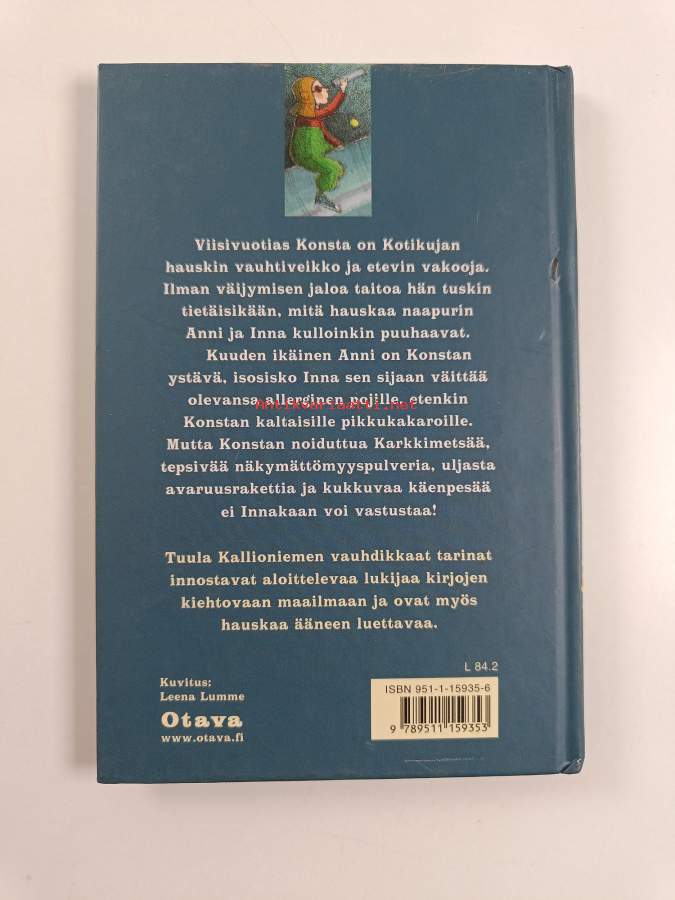 Viisivuotias Konsta on Kotikujan
hauskin vauhtiveikko ja etevin vakooja.
Ilman väijymisen jaloa taitoa hän tuskin
tietäisikään, mitä hauskaa naapurin
Anni ja Inna kulloinkin puuhaavat.
Kuuden ikäinen Anni on Konstan
ystävä, isosisko Inna sen sijaan väittää
olevansa allerginen pojille, etenkin
Antikvariaatti.net
Konstan kaltaisille pikkukakaroille.
Mutta Konstan noiduttua Karkkimetsää,
tepsivää näkymättömyyspulveria, uljasta
avaruusrakettia ja kukkuvaa käenpesää
ei Innakaan voi vastustaa!
Tuula Kallioniemen vauhdikkaat tarinat
innostavat aloittelevaa lukijaa kirjojen
kiehtovaan maailmaan ja ovat myös
hauskaa ääneen luettavaa.
L 84.2
Kuvitus:
Leena Lumme
Otava
www.otava.fi
ISBN 951-1-15935-6
9 789511 159353